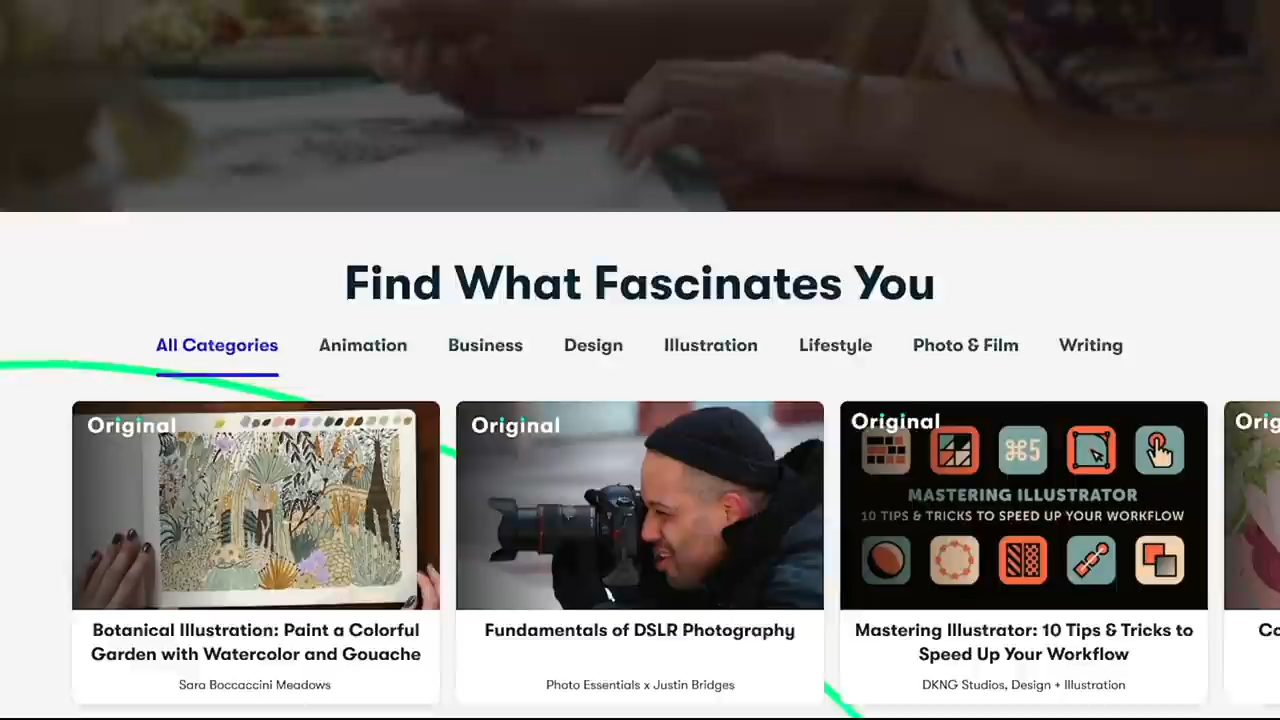 Find What Fascinates You
All Categories Animation Business Design Illustration Lifestyle Photo & Film Writing
Original
Original
Original
⌘5
MASTERING ILLUSTRATOR
10 TIPS & TRICKS TO SPEED UP YOUR WORKFLOW
Botanical Illustration: Paint a Colorful
Garden with Watercolor and Gouache
Sara Boccaccini Meadows
Fundamentals of DSLR Photography
Photo Essentials x Justin Bridges
Mastering Illustrator: 10 Tips & Tricks to
Speed Up Your Workflow
DKNG Studios, Design + Illustration